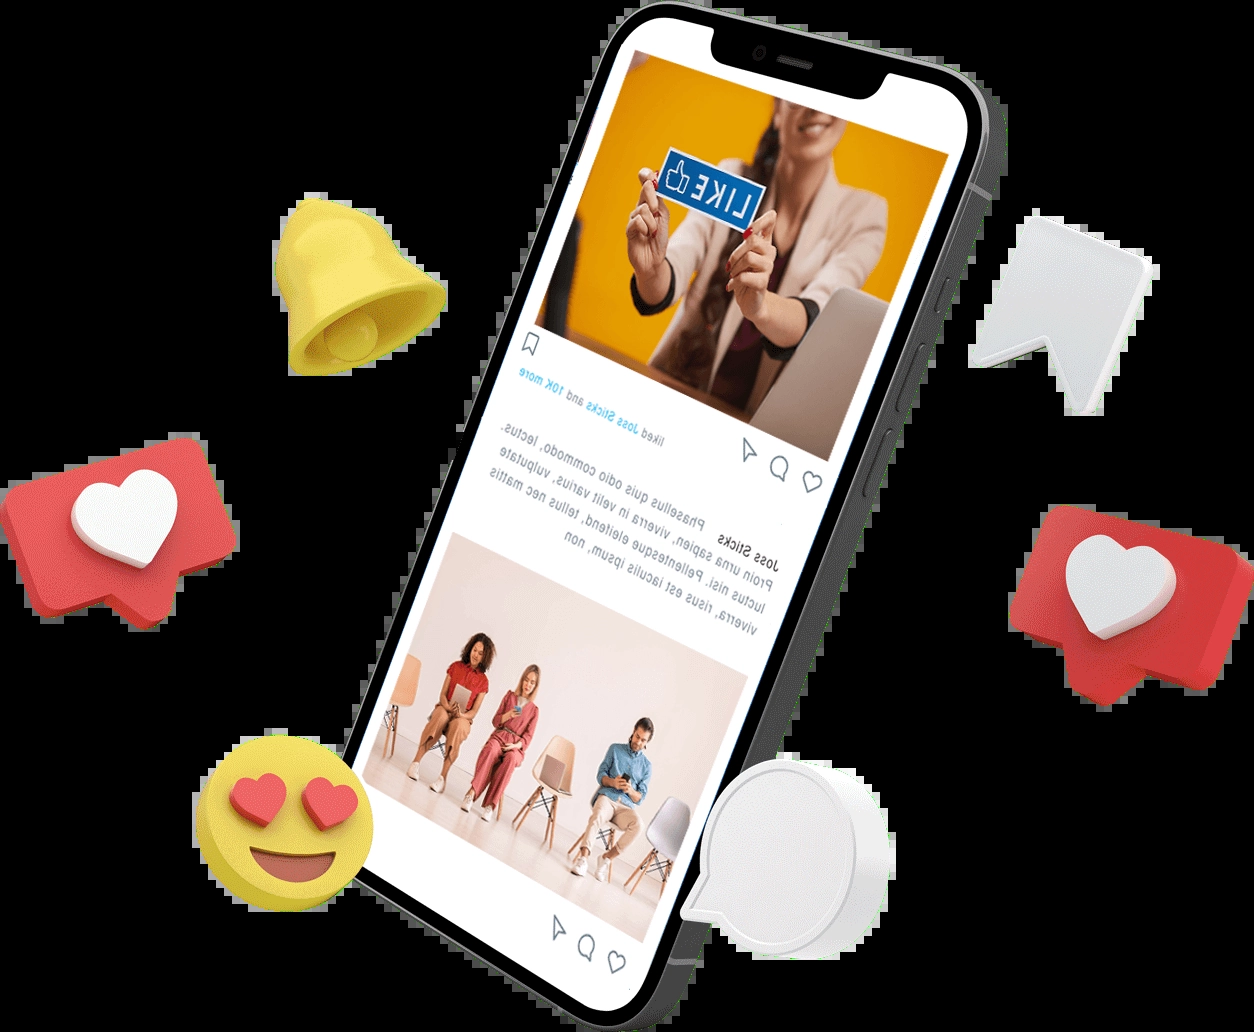 LIKE
liked Joss Sticks and 10K more
Joss Sticks Phasellus quis odio commodo, lectus.
Proin urna sapien, viverra in velit varius, vulputate
luctus nisi. Pellentesque eleifend, tellus nec mattis
viverra, risus est iaculis ipsum, non